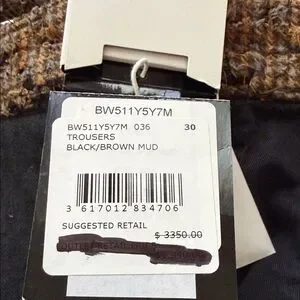 BW511Y5Y7M
BW511Y5Y7M 036 30
TROUSERS
BLACK/BROWN MUD
3 617012 834706
SUGGESTED RETAIL
$ 3350.00